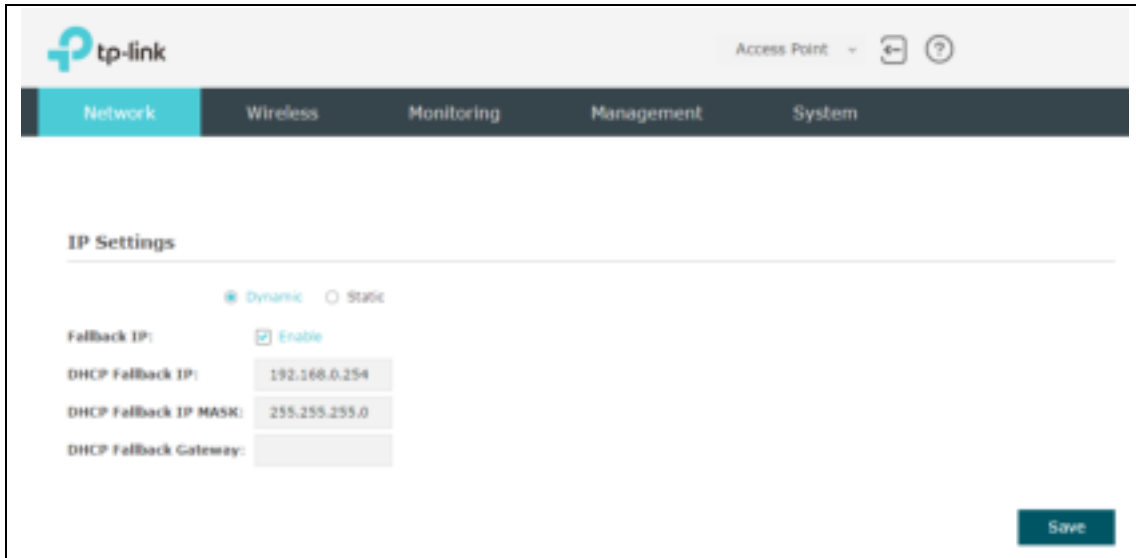 tp-link
Access Point
Network Wireless Monitoring Management System
IP Settings
Dynamic Static
Fallback IP: Enable
DHCP Fallback IP: 192.168.0.254
DHCP Fallback IP MASK: 255.255.255.0
DHCP Fallback Gateway:
Save